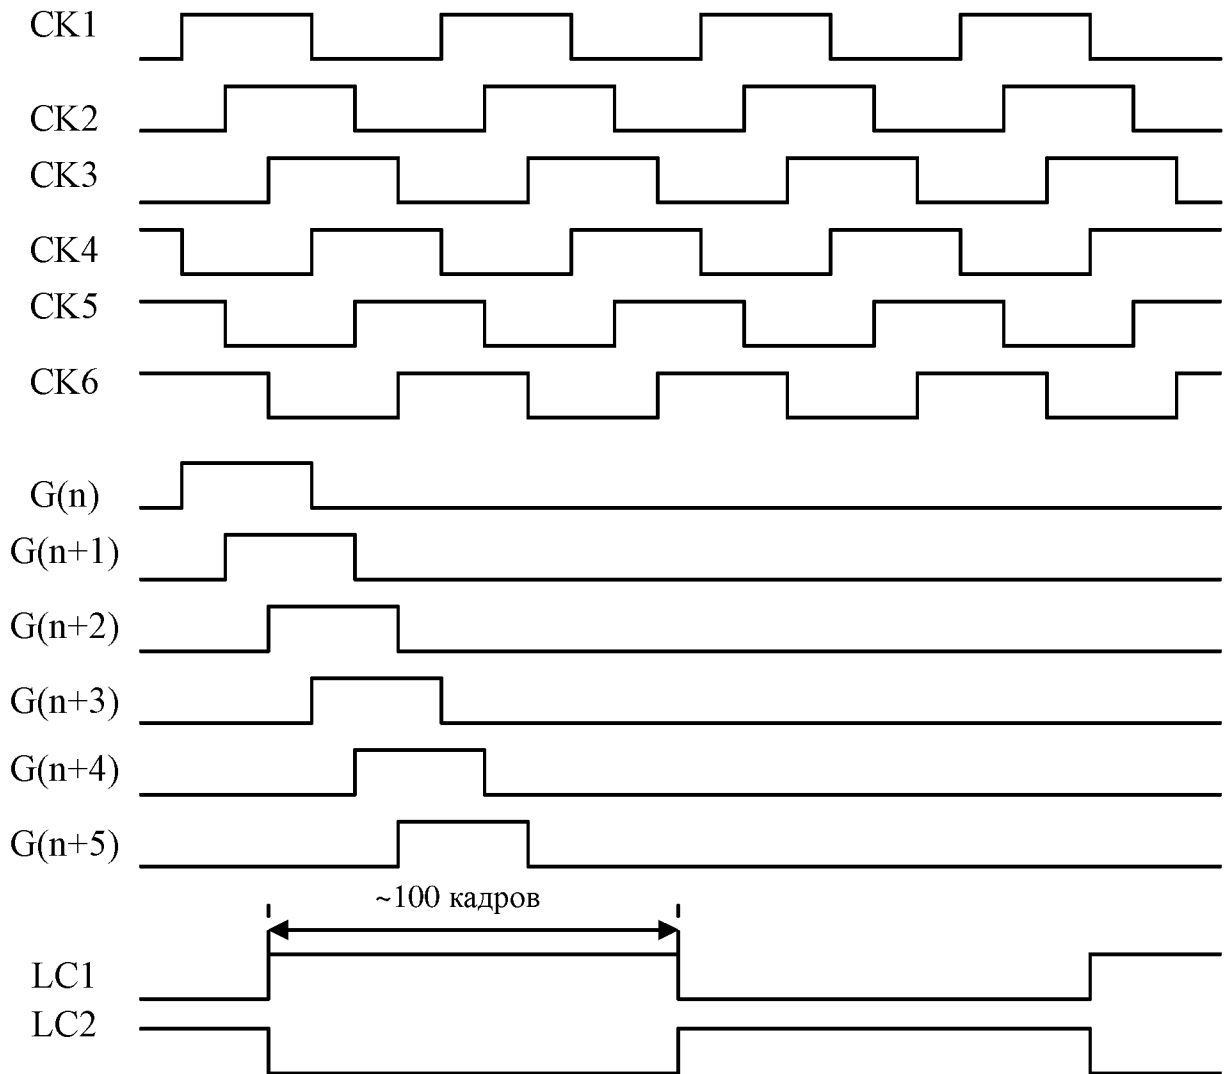 CK1
CK2
CK3
CK4
CK5
CK6
G(n)
G(n+1)
G(n+2)
G(n+3)
G(n+4)
G(n+5)
~100 кадров
LC1
LC2